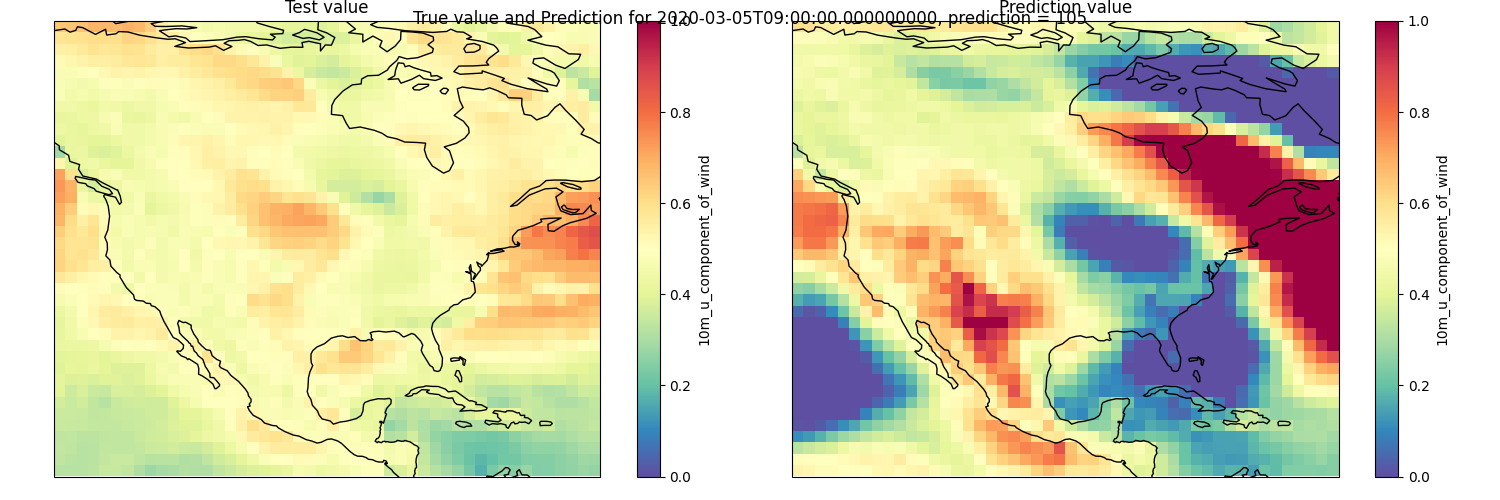 Test value
Prediction value
True value and Prediction for 2020-03-05T09:00:00.000000000, prediction = 105
1.0
0.8
0.6
0.4
0.2
0.0
10m_u_component_of_wind
1.0
0.8
0.6
0.4
0.2
0.0
10m_u_component_of_wind